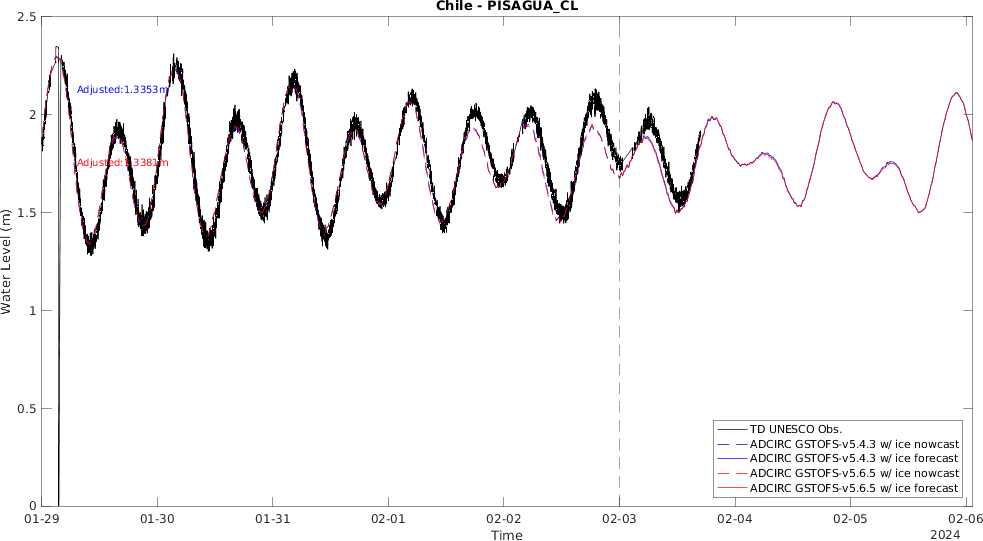 Chile - PISAGUA_CL
2.5
2
1.5
1
0.5
0
Water Level (m)
Adjusted:1.3353m
Adjusted:1.3381m
01-29
01-30
01-31
02-01
02-02
02-03
02-04
02-05
02-06
Time
2024
TD UNESCO Obs.
ADCIRC GSTOFS-v5.4.3 w/ ice nowcast
ADCIRC GSTOFS-v5.4.3 w/ ice forecast
ADCIRC GSTOFS-v5.6.5 w/ ice nowcast
ADCIRC GSTOFS-v5.6.5 w/ ice forecast